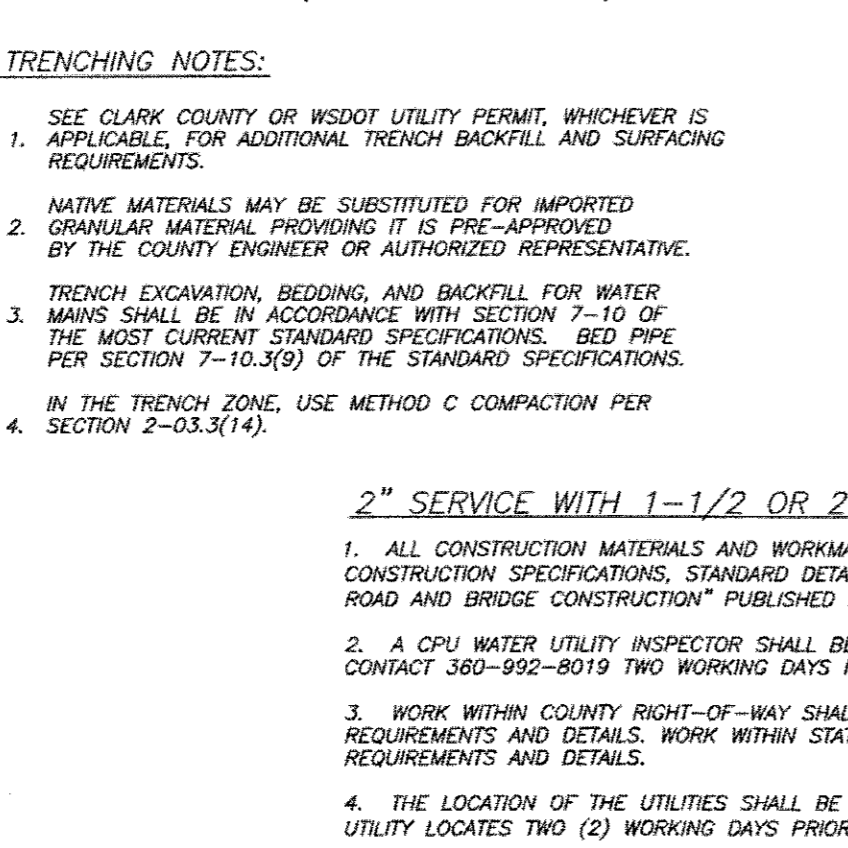 TRENCHING NOTES:
SEE CLARK COUNTY OR WSDOT UTILITY PERMIT, WHICHEVER IS
1. APPLICABLE, FOR ADDITIONAL TRENCH BACKFILL AND SURFACING
REQUIREMENTS.
NATIVE MATERIALS MAY BE SUBSTITUTED FOR IMPORTED
2. GRANULAR MATERIAL PROVIDING IT IS PRE-APPROVED
BY THE COUNTY ENGINEER OR AUTHORIZED REPRESENTATIVE.
TRENCH EXCAVATION, BEDDING, AND BACKFILL FOR WATER
3. MAINS SHALL BE IN ACCORDANCE WITH SECTION 7-10 OF
THE MOST CURRENT STANDARD SPECIFICATIONS. BED PIPE
PER SECTION 7-10.3(9) OF THE STANDARD SPECIFICATIONS.
IN THE TRENCH ZONE, USE METHOD C COMPACTION PER
4. SECTION 2-03.3(14).
2" SERVICE WITH 1-1/2 OR 2
1. ALL CONSTRUCTION MATERIALS AND WORKMA
CONSTRUCTION SPECIFICATIONS, STANDARD DETA
ROAD AND BRIDGE CONSTRUCTION" PUBLISHED
2. A CPU WATER UTILITY INSPECTOR SHALL BE
CONTACT 360-992-8019 TWO WORKING DAYS
3. WORK WITHIN COUNTY RIGHT-OF-WAY SHAL
REQUIREMENTS AND DETAILS. WORK WITHIN STAT
REQUIREMENTS AND DETAILS.
4. THE LOCATION OF THE UTILITIES SHALL BE
UTILITY LOCATES TWO (2) WORKING DAYS PRIOR